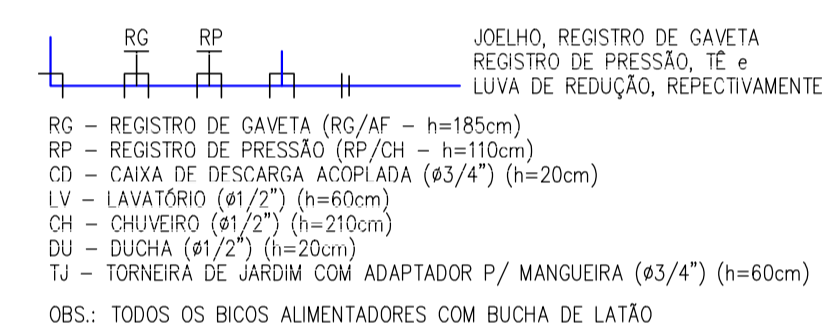 RG RP
JOELHO, REGISTRO DE GAVETA
REGISTRO DE PRESSÃO, TÊ e
LUVA DE REDUÇÃO, REPECTIVAMENTE
RG – REGISTRO DE GAVETA (RG/AF – h=185cm)
RP – REGISTRO DE PRESSÃO (RP/CH – h=110cm)
CD – CAIXA DE DESCARGA ACOPLADA (ø3/4") (h=20cm)
LV – LAVATÓRIO (ø1/2") (h=60cm)
CH – CHUVEIRO (ø1/2") (h=210cm)
DU – DUCHA (ø1/2") (h=20cm)
TJ – TORNEIRA DE JARDIM COM ADAPTADOR P/ MANGUEIRA (ø3/4") (h=60cm)
OBS.: TODOS OS BICOS ALIMENTADORES COM BUCHA DE LATÃO